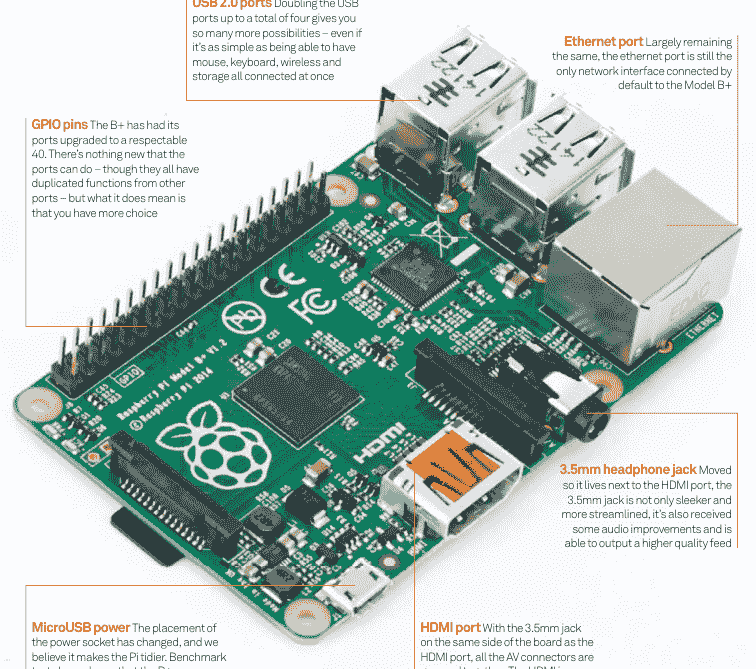 USB 2.0 ports Doubling the USB
ports up to a total of four gives you
so many more possibilities – even if
it's as simple as being able to have
mouse, keyboard, wireless and
storage all connected at once
Ethernet port Largely remaining
the same, the ethernet port is still the
only network interface connected by
default to the Model B+
GPIO pins The B+ has had its
ports upgraded to a respectable
40. There's nothing new that the
ports can do – though they all have
duplicated functions from other
ports – but what it does mean is
that you have more choice
14122
14122
CE
FC
Pb
GPIO
Raspberry Pi Model B+ V1.2
© Raspberry Pi 2014
HDMI
ETHERNET
3.5mm headphone jack Moved
so it lives next to the HDMI port, the
3.5mm jack is not only sleeker and
more streamlined, it's also received
some audio improvements and is
able to output a higher quality feed
MicroUSB power The placement of
the power socket has changed, and we
believe it makes the Pi tidier. Benchmark
HDMI port With the 3.5mm jack
on the same side of the board as the
HDMI port, all the AV connectors are